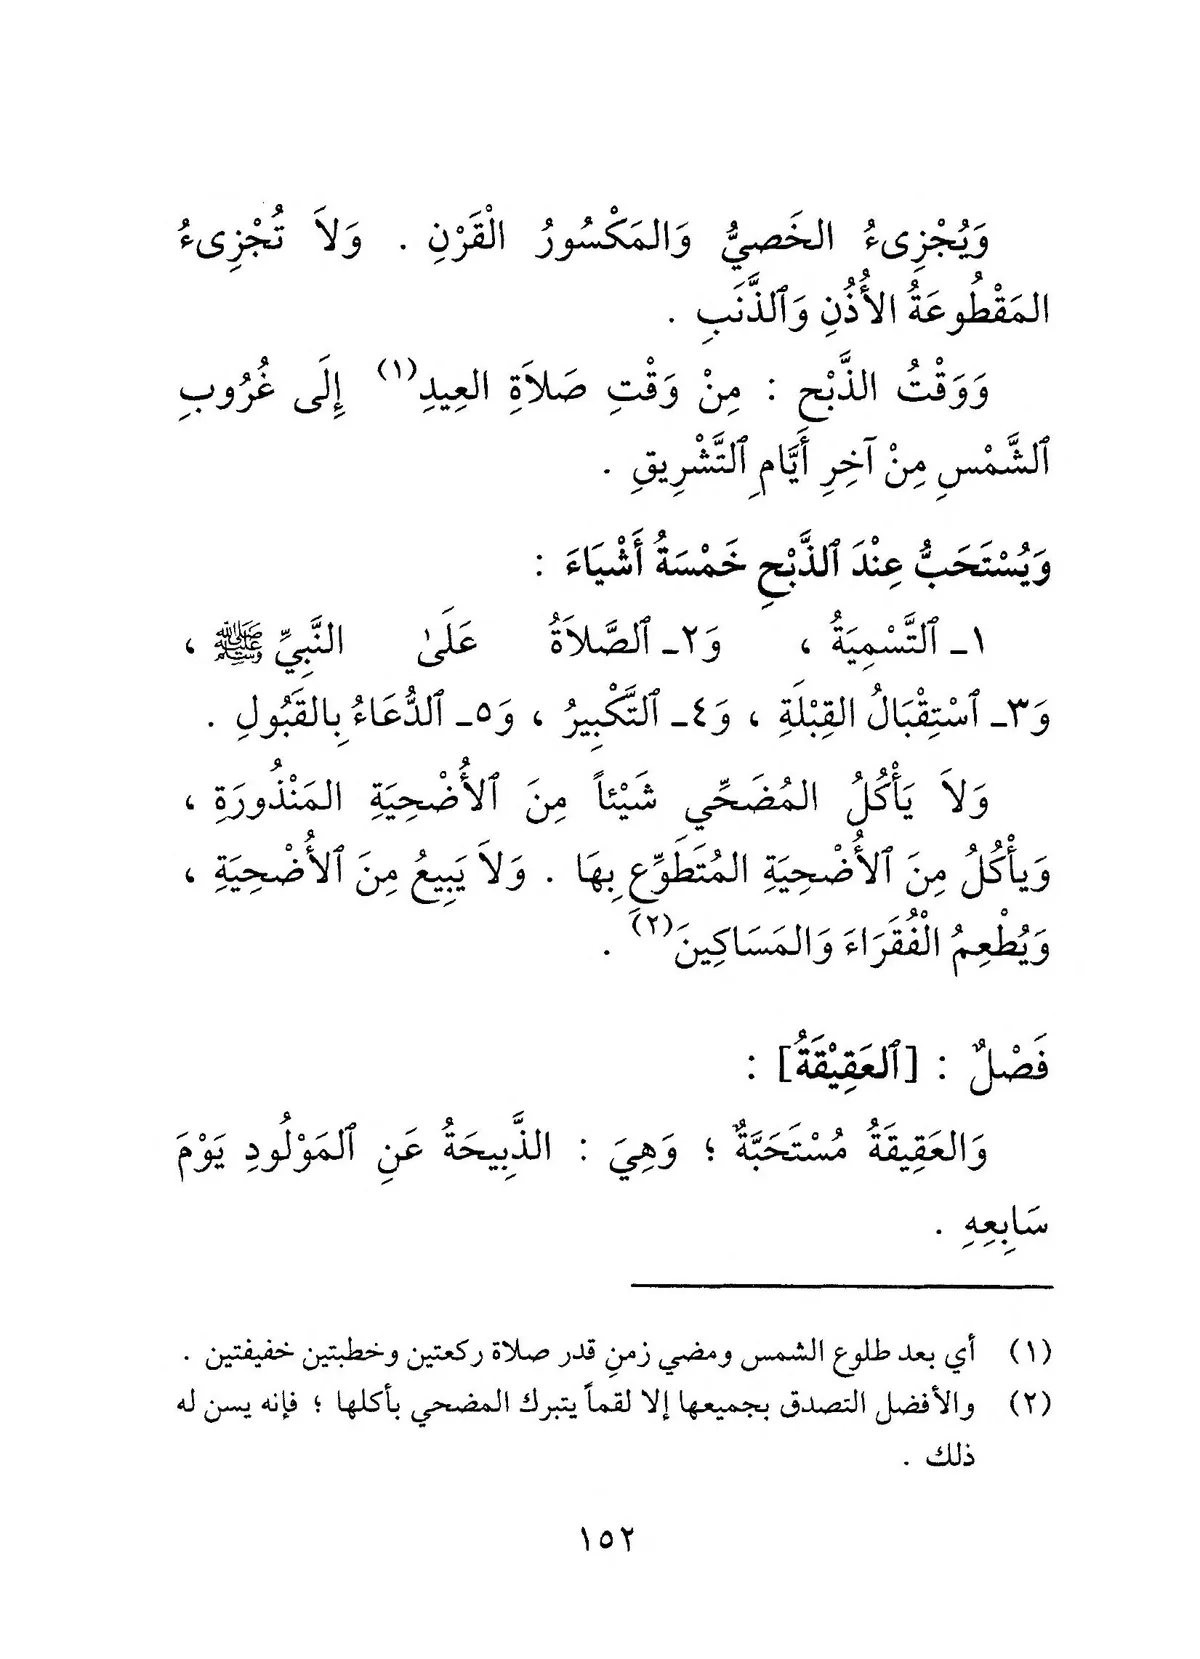 وَيُجْزِىءُ الخَصيُّ وَالمَكْسُورُ الْقَرْنِ . وَلاَ تُجْزِىءُ
المَقْطُوعَةُ الأُذُنِ وَٱلذَّنَبِ .
وَوَقْتُ الذَّبْحِ : مِنْ وَقْتِ صَلاَةِ العِيدِ(١) إِلَى غُرُوبِ
ٱلشَّمْسِ مِنْ آخِرِ أَيَّامِ ٱلتَّشْرِيقِ .
وَيُسْتَحَبُّ عِنْدَ ٱلذَّبْحِ خَمْسَةُ أَشْيَاءَ :
١ـ ٱلتَّسْمِيَةُ ، وَ٢ـ ٱلصَّلاَةُ عَلَىٰ النَّبِيِّ ﷺ ،
وَ٣ـ ٱسْتِقْبَالُ القِبْلَةِ ، وَ٤ـ ٱلتَّكْبِيرُ ، وَ٥ـ ٱلدُّعَاءُ بِالقَبُولِ .
وَلاَ يَأْكُلُ المُضَحِّي شَيْئاً مِنَ ٱلأُضْحِيَةِ المَنْذُورَةِ ،
وَيأْكُلُ مِنَ ٱلأُضْحِيَةِ المُتَطَوِّعِ بِهَا . وَلاَ يَبِيعُ مِنَ ٱلأُضْحِيَةِ ،
وَيُطْعِمُ الْفُقَرَاءَ وَالمَسَاكِينَ(٢) .
فَصْلٌ : [ٱلعَقِيْقَةُ] :
وَالعَقِيقَةُ مُسْتَحَبَّةٌ ؛ وَهِيَ : الذَّبِيحَةُ عَنِ ٱلمَوْلُودِ يَوْمَ
سَابِعِهِ .
(١) أي بعد طلوع الشمس ومضي زمنِ قدر صلاة ركعتين وخطبتين خفيفتين .
(٢) والأفضل التصدق بجميعها إلا لقماً يتبرك المضحي بأكلها ؛ فإنه يسن له
ذلك .
١٥٢